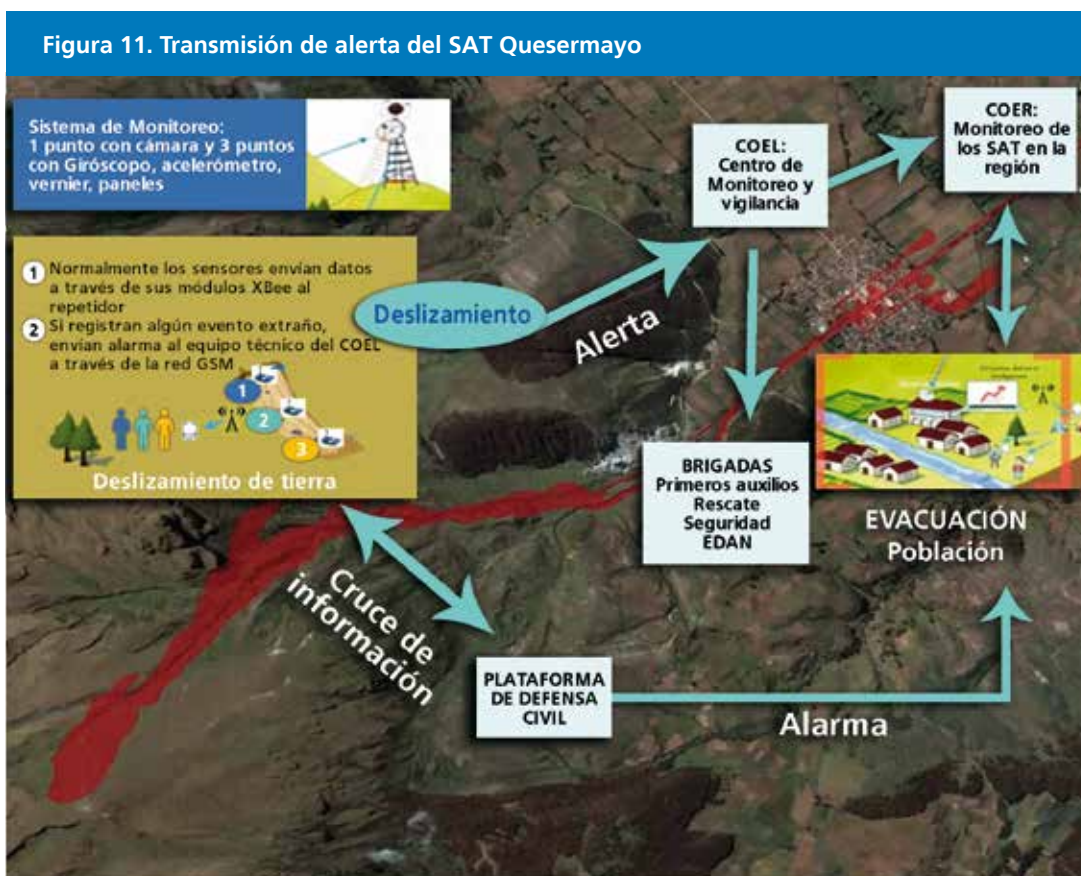 Figura 11. Transmisión de alerta del SAT Quesermayo
Sistema de Monitoreo:
1 punto con cámara y 3 puntos
con Giróscopo, acelerómetro,
vernier, paneles
COEL:
Centro de
Monitoreo y
vigilancia
COER:
Monitoreo de
los SAT en la
región
1 Normalmente los sensores envían datos
a través de sus módulos XBee al
repetidor
2 Si registran algún evento extraño,
envían alarma al equipo técnico del COEL
a través de la red GSM
1
2
3
Deslizamiento de tierra
Deslizamiento
Alerta
BRIGADAS
Primeros auxilios
Rescate
Seguridad
EDAN
EVACUACIÓN
Población
Cruce de
información
PLATAFORMA
DE DEFENSA
CIVIL
Alarma